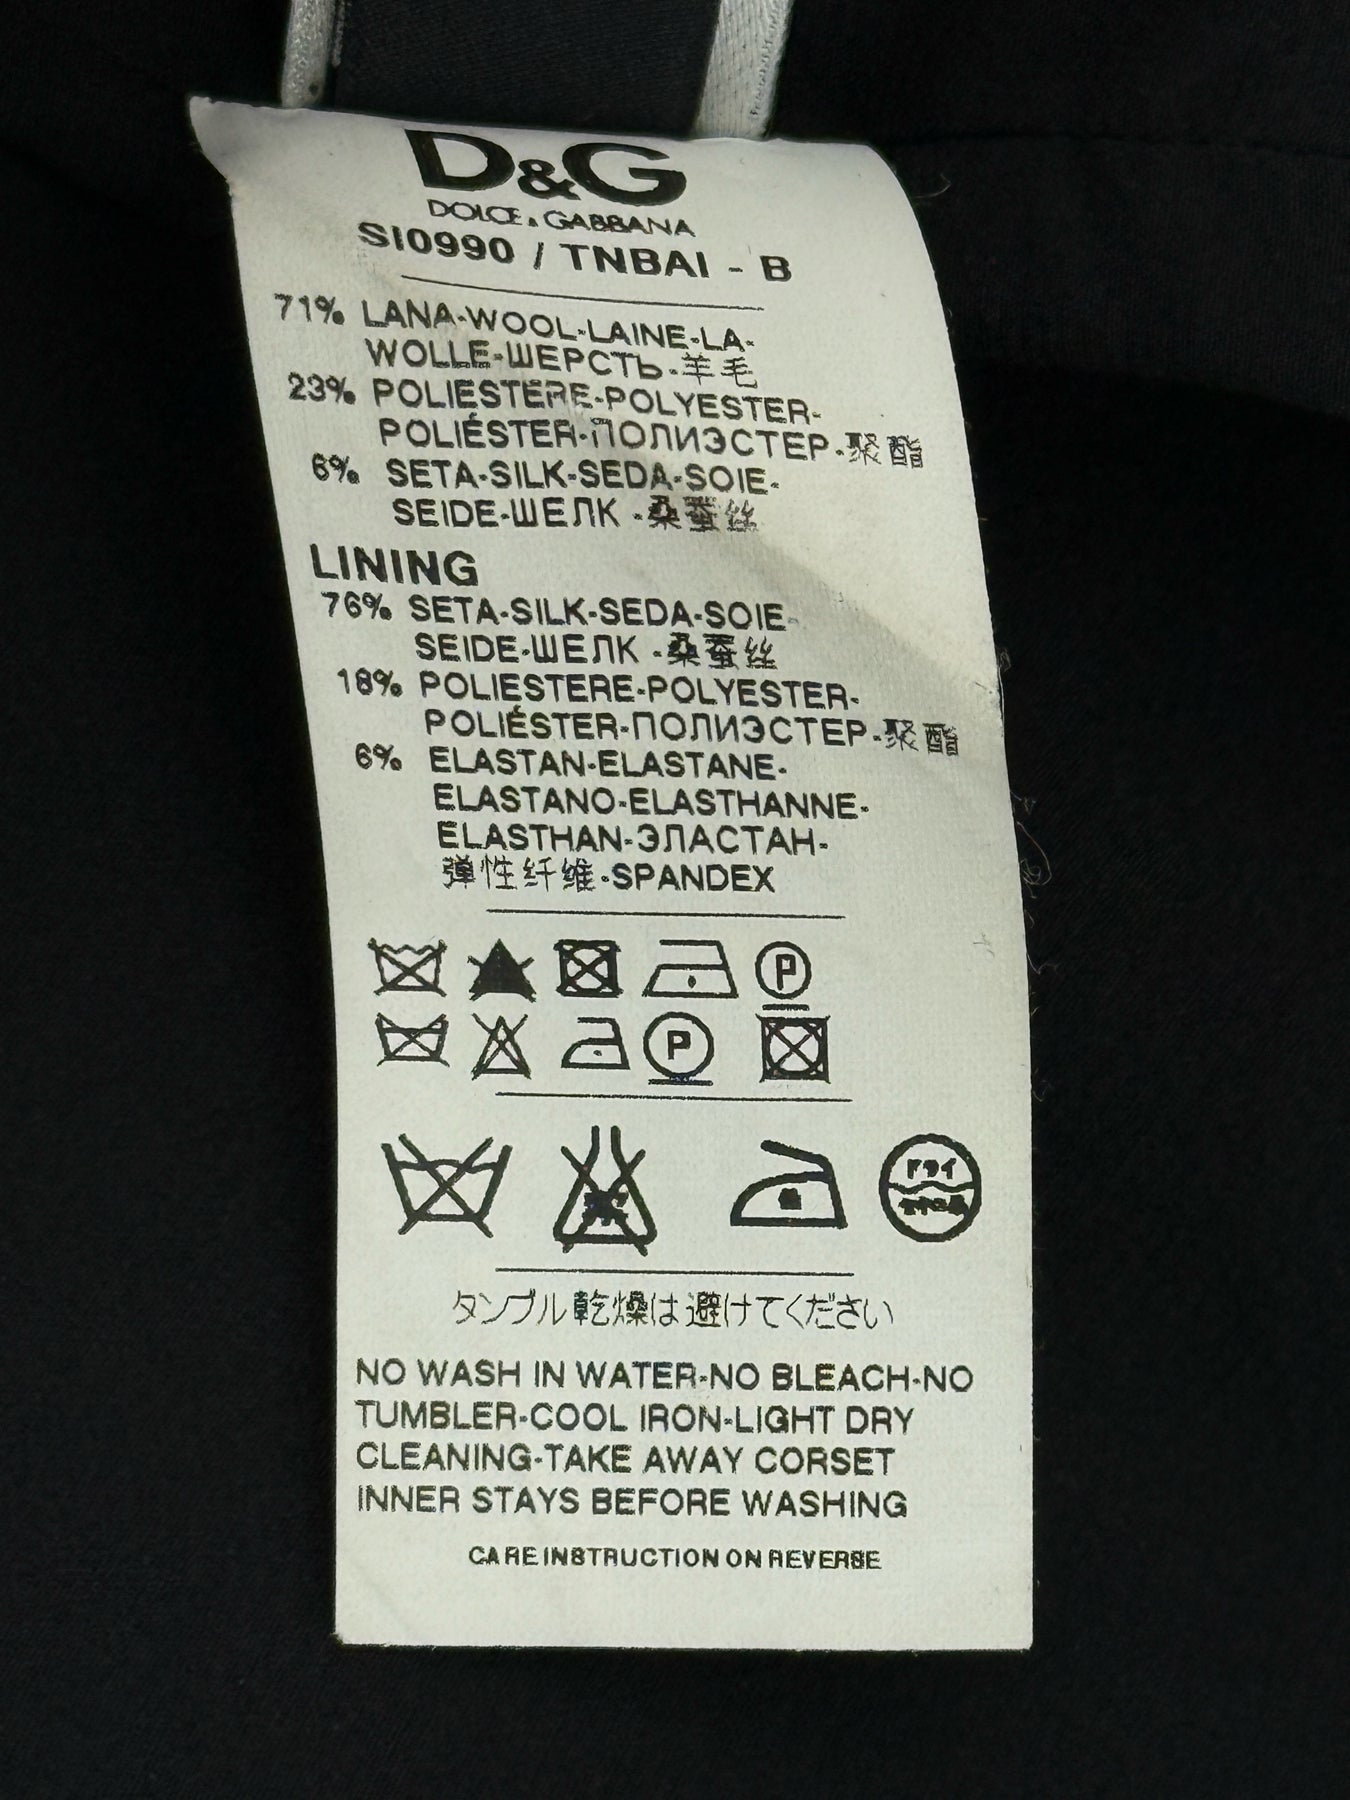 D&G
DOLCE & GABBANA
SI0990 / TNBAI - B
71% LANA-WOOL-LAINE-LA-
WOLLE-ШЕРСТЬ-羊毛
23% POLIESTERE-POLYESTER-
POLIÉSTER-ПОЛИЭСТЕР-聚酯
6% SETA-SILK-SEDA-SOIE-
SEIDE-ШЕЛК -桑蚕丝
LINING
76% SETA-SILK-SEDA-SOIE-
SEIDE-ШЕЛК -桑蚕丝
18% POLIESTERE-POLYESTER-
POLIÉSTER-ПОЛИЭСТЕР-聚酯
6% ELASTAN-ELASTANE-
ELASTANO-ELASTHANNE-
ELASTHAN-ЭЛАСТАН-
弹性纤维-SPANDEX
P
P
ドライ
タンブル乾燥は避けてください
NO WASH IN WATER-NO BLEACH-NO
TUMBLER-COOL IRON-LIGHT DRY
CLEANING-TAKE AWAY CORSET
INNER STAYS BEFORE WASHING
CARE INSTRUCTION ON REVERSE